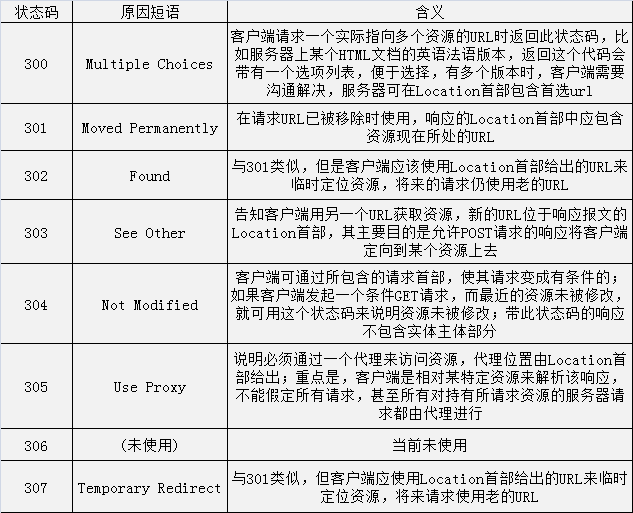 状态码 原因短语 含义
300 Multiple Choices
客户端请求一个实际指向多个资源的URL时返回此状态码，比
如服务器上某个HTML文档的英语法语版本，返回这个代码会
带有一个选项列表，便于选择，有多个版本时，客户端需要
沟通解决，服务器可在Location首部包含首选url
301 Moved Permanently
在请求URL已被移除时使用，响应的Location首部中应包含
资源现在所处的URL
302 Found
与301类似，但是客户端应该使用Location首部给出的URL来
临时定位资源，将来的请求仍使用老的URL
303 See Other
告知客户端用另一个URL获取资源，新的URL位于响应报文的
Location首部，其主要目的是允许POST请求的响应将客户端
定向到某个资源上去
304 Not Modified
客户端可通过所包含的请求首部，使其请求变成有条件的；
如果客户端发起一个条件GET请求，而最近的资源未被修改，
就可用这个状态码来说明资源未被修改；带此状态码的响应
不包含实体主体部分
305 Use Proxy
说明必须通过一个代理来访问资源，代理位置由Location首
部给出；重点是，客户端是相对某特定资源来解析该响应，
不能假定所有请求，甚至所有对持有所请求资源的服务器请
求都由代理进行
306 （未使用） 当前未使用
307 Temporary Redirect
与301类似，但客户端应使用Location首部给出的URL来临时
定位资源，将来请求使用老的URL